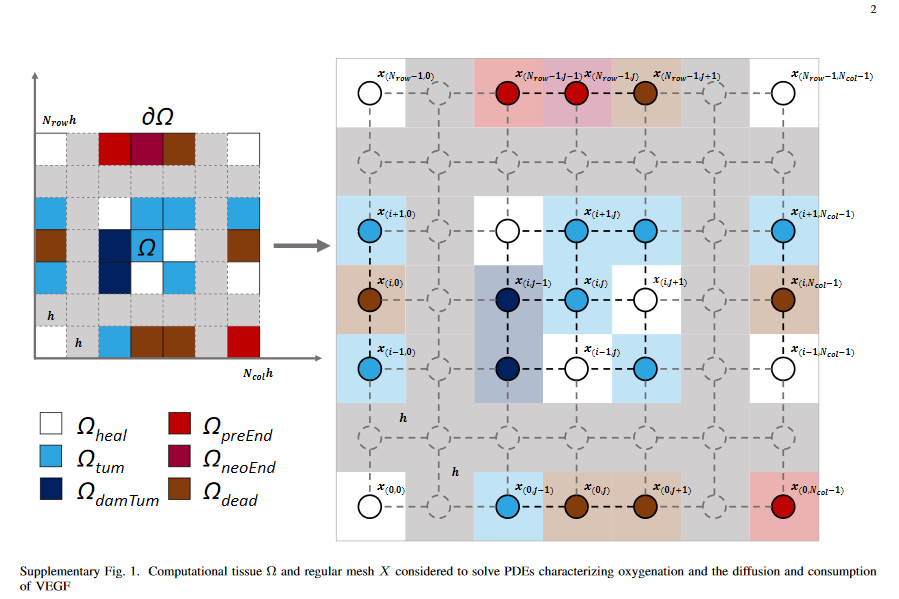 2
N_row h
∂Ω
Ω
h
h
N_col h
Ω_heal
Ω_preEnd
Ω_tum
Ω_neoEnd
Ω_damTum
Ω_dead
x_(N_row−1,0)
x_(N_row−1,j−1)
x_(N_row−1,j)
x_(N_row−1,j+1)
x_(N_row−1,N_col−1)
x_(i+1,0)
x_(i+1,j)
x_(i+1,N_col−1)
x_(i,0)
x_(i,j−1)
x_(i,j)
x_(i,j+1)
x_(i,N_col−1)
x_(i−1,0)
x_(i−1,j)
x_(i−1,N_col−1)
h
h
x_(0,0)
x_(0,j−1)
x_(0,j)
x_(0,j+1)
x_(0,N_col−1)
Supplementary Fig. 1. Computational tissue Ω and regular mesh X considered to solve PDEs characterizing oxygenation and the diffusion and consumption
of VEGF